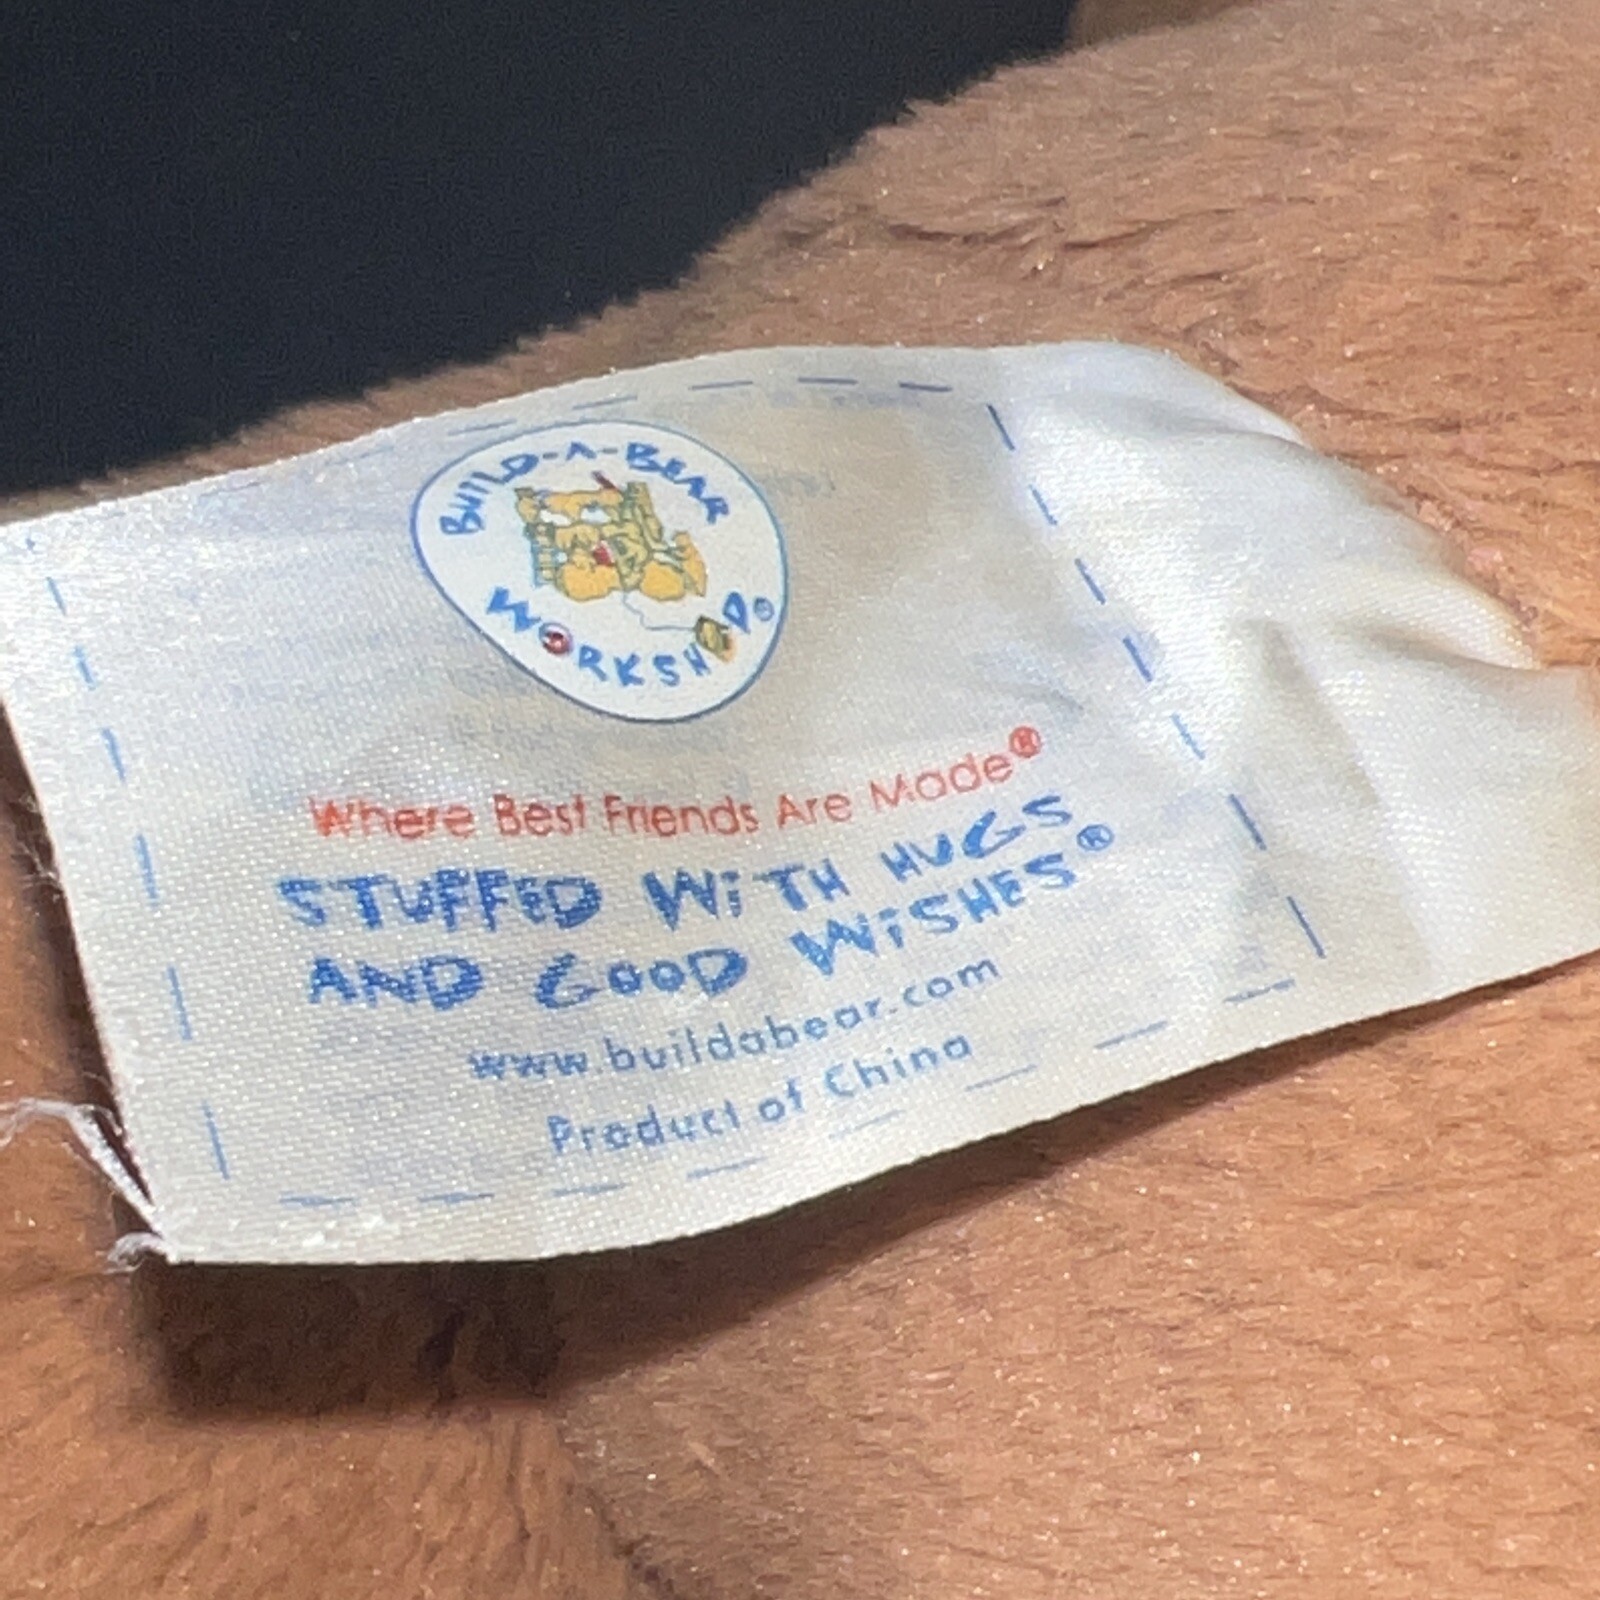 BUILD-A-BEAR
WORKSHOP®
Where Best Friends Are Made®
STUFFED WiTH HUGS
AND GOOD WiSHES®
www.buildabear.com
Product of China